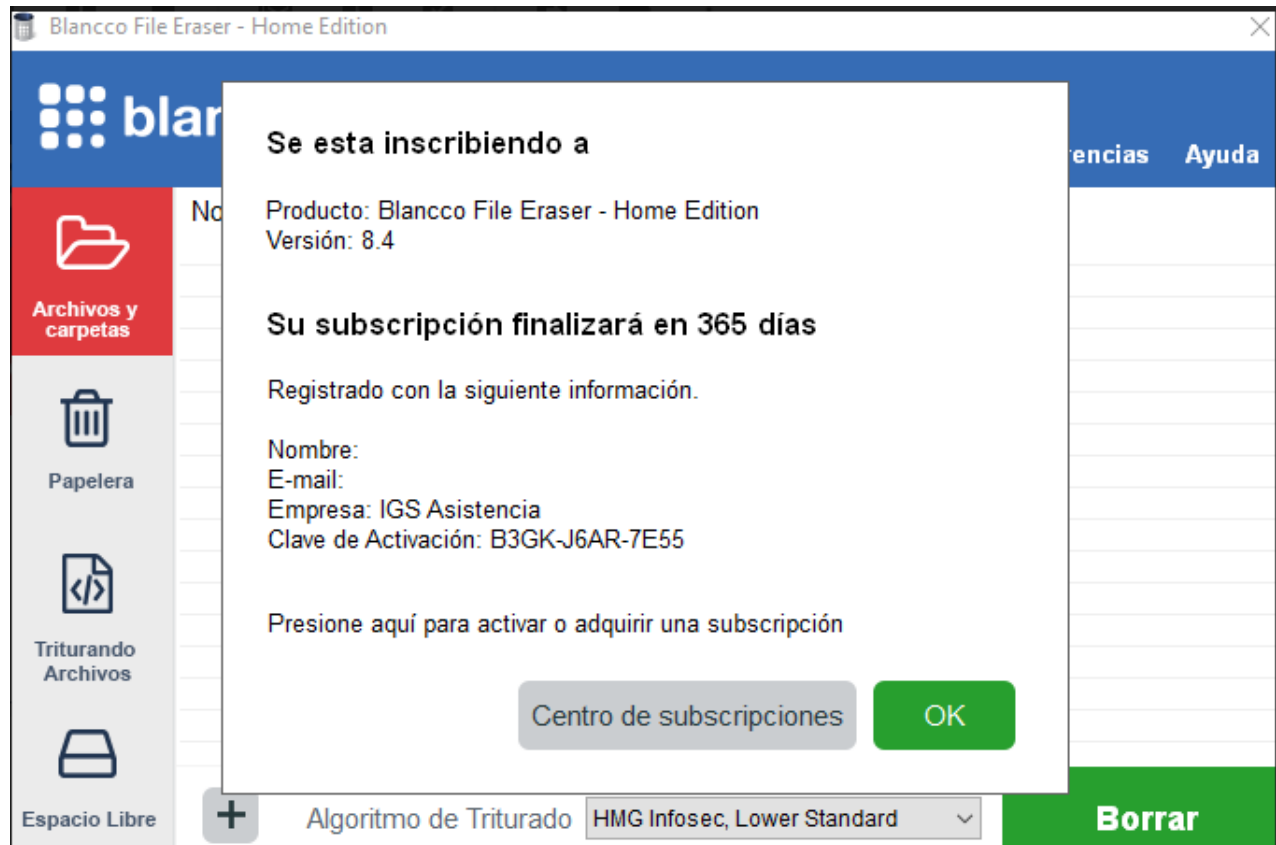 Blancco File Eraser - Home Edition
blan
encias Ayuda
Se esta inscribiendo a
No
Producto: Blancco File Eraser - Home Edition
Versión: 8.4
Archivos y
carpetas
Su subscripción finalizará en 365 días
Registrado con la siguiente información.
Nombre:
E-mail:
Empresa: IGS Asistencia
Clave de Activación: B3GK-J6AR-7E55
Papelera
Presione aquí para activar o adquirir una subscripción
Triturando
Archivos
Centro de subscripciones OK
Espacio Libre
+ Algoritmo de Triturado HMG Infosec, Lower Standard Borrar